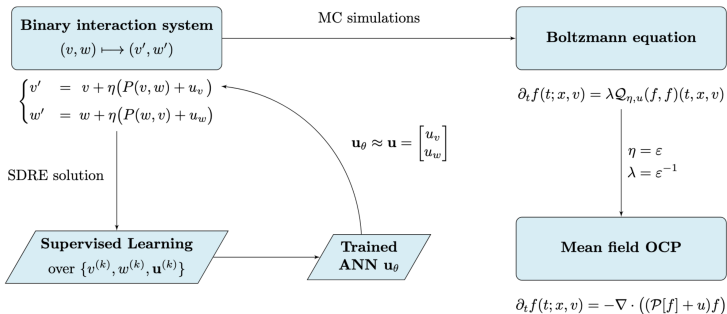 Binary interaction system
(v, w) ⟼ (v′, w′)
MC simulations
Boltzmann equation
{ v′ = v + η(P(v, w) + u_v)
w′ = w + η(P(w, v) + u_w)
∂_t f(t; x, v) = λ𝒬_{η,u}(f, f)(t, x, v)
𝐮_θ ≈ 𝐮 = [u_v
u_w]
SDRE solution
η = ε
λ = ε^{−1}
Supervised Learning
over {v^{(k)}, w^{(k)}, 𝐮^{(k)}}
Trained
ANN 𝐮_θ
Mean field OCP
∂_t f(t; x, v) = −∇ · ((𝒫[f] + u)f)